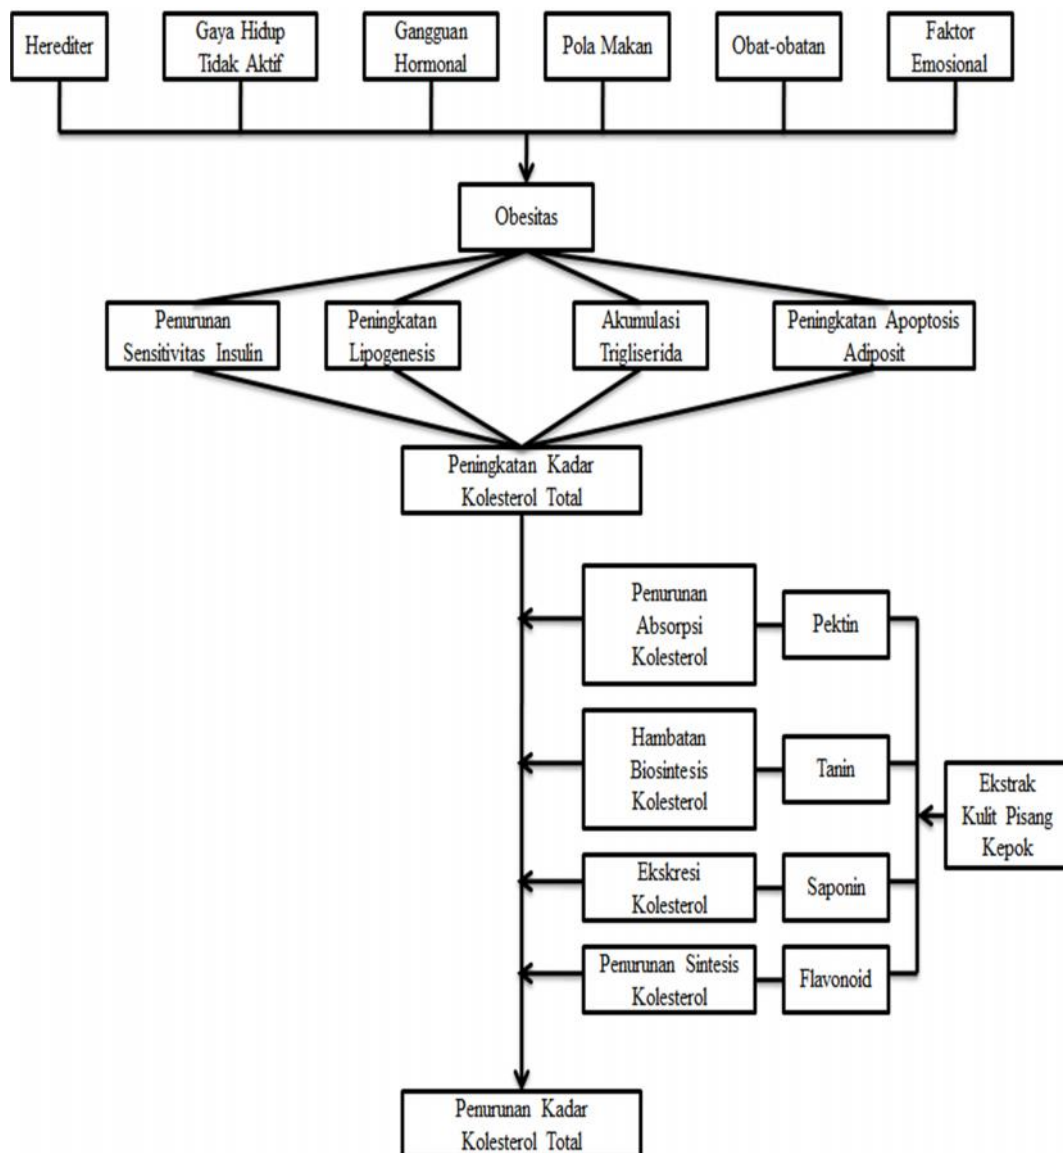 Herediter
Gaya Hidup
Tidak Aktif
Gangguan
Hormonal
Pola Makan
Obat-obatan
Faktor
Emosional
Obesitas
Penurunan
Sensitivitas Insulin
Peningkatan
Lipogenesis
Akumulasi
Trigliserida
Peningkatan Apoptosis
Adiposit
Peningkatan Kadar
Kolesterol Total
Penurunan
Absorpsi
Kolesterol
Pektin
Hambatan
Biosintesis
Kolesterol
Tanin
Ekstrak
Kulit Pisang
Kepok
Ekskresi
Kolesterol
Saponin
Penurunan Sintesis
Kolesterol
Flavonoid
Penurunan Kadar
Kolesterol Total